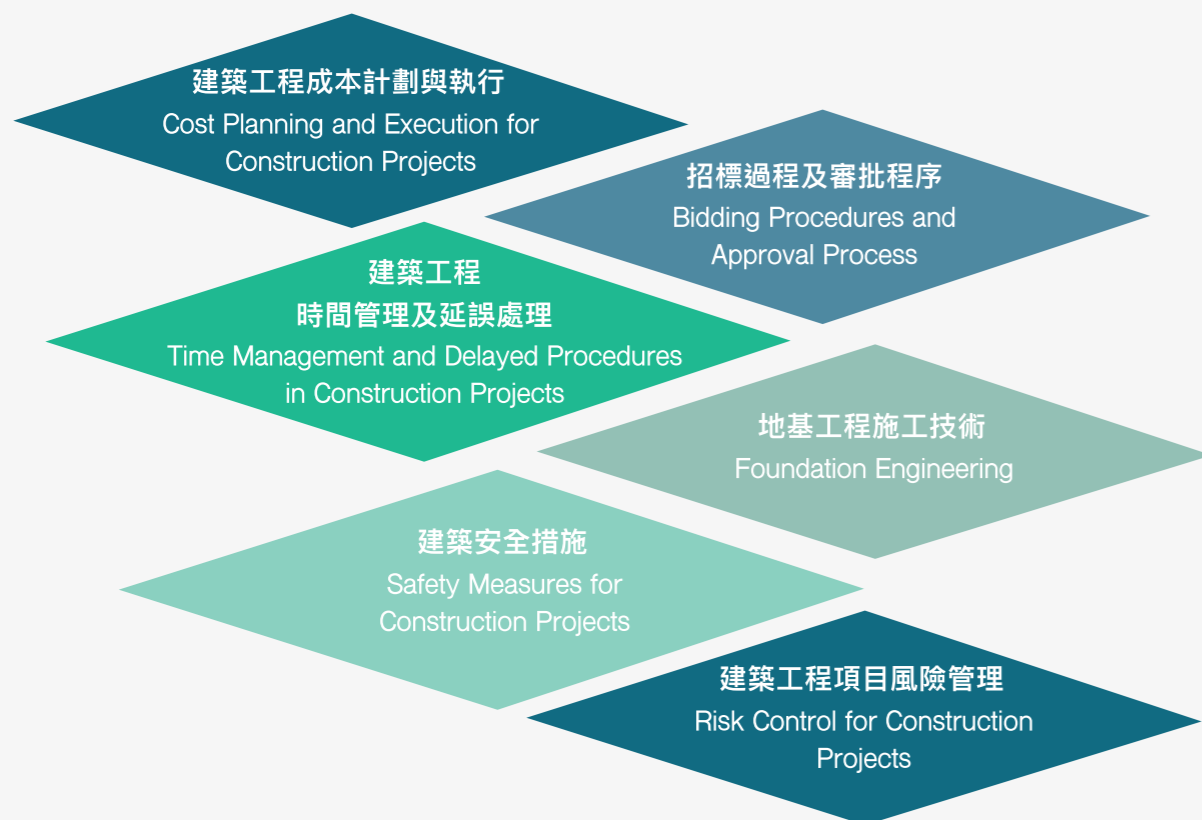 建築工程成本計劃與執行
Cost Planning and Execution for
Construction Projects
招標過程及審批程序
Bidding Procedures and
Approval Process
建築工程
時間管理及延誤處理
Time Management and Delayed Procedures
in Construction Projects
地基工程施工技術
Foundation Engineering
建築安全措施
Safety Measures for
Construction Projects
建築工程項目風險管理
Risk Control for Construction
Projects